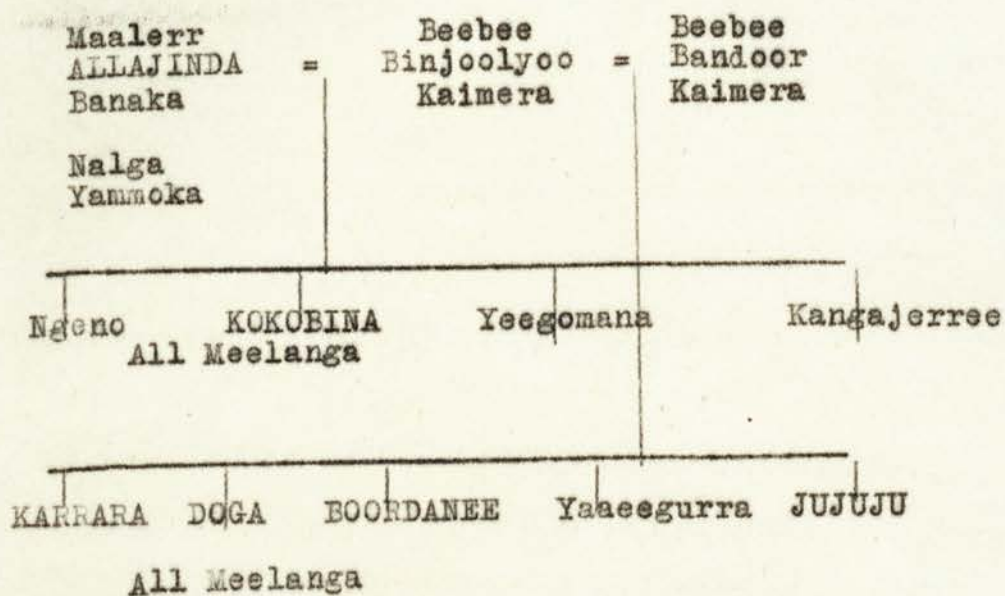 Maalerr Beebee Beebee
ALLAJINDA = Binjoolyoo = Bandoor
Banaka Kaimera Kaimera
Nalga
Yammoka
Ngeno KOKOBINA Yeegomana Kangajerree
All Meelanga
KARRARA DOGA BOORDANEE Yaaeegurra JUJUJU
All Meelanga